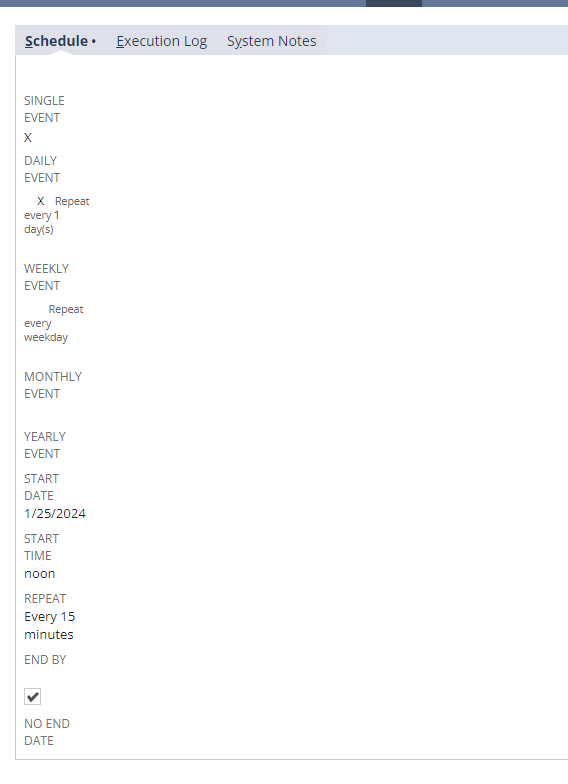 Schedule • Execution Log System Notes
SINGLE
EVENT
X
DAILY
EVENT
X Repeat
every 1
day(s)
WEEKLY
EVENT
Repeat
every
weekday
MONTHLY
EVENT
YEARLY
EVENT
START
DATE
1/25/2024
START
TIME
noon
REPEAT
Every 15
minutes
END BY
NO END
DATE